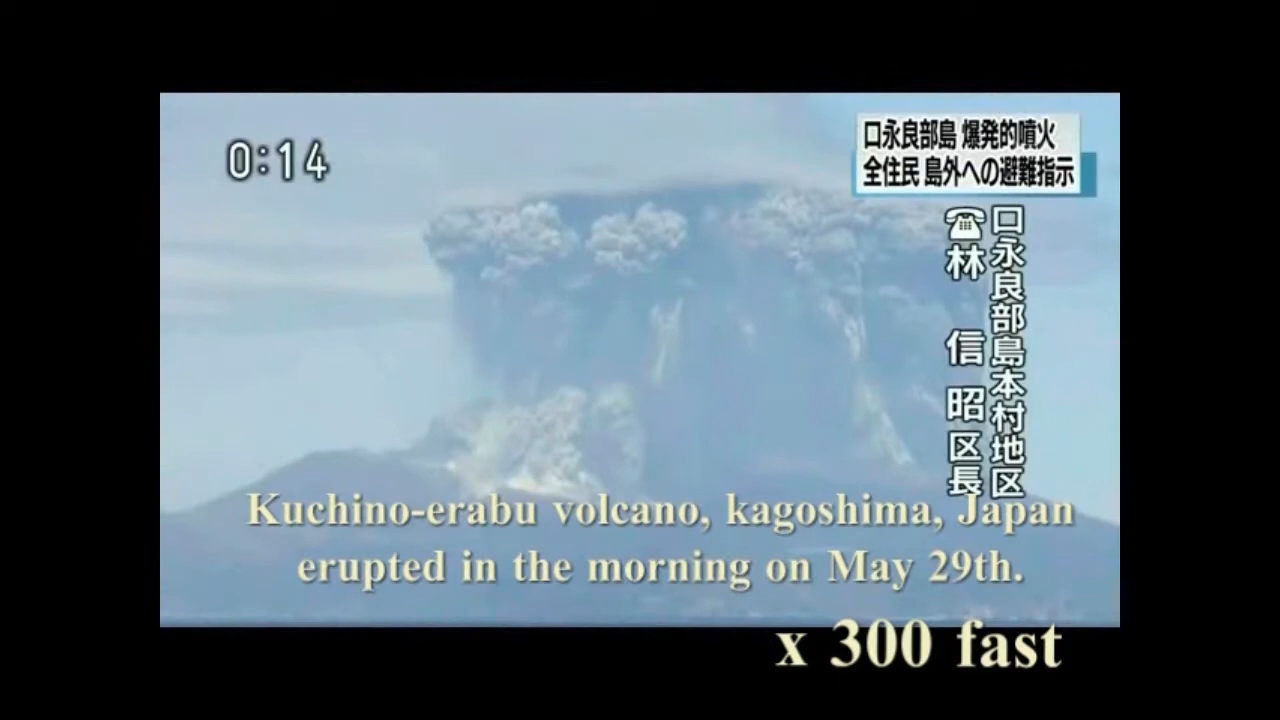 0:14
口永良部島 爆発的噴火
全住民 島外への避難指示
口永良部島本村地区
☎林 信昭区長
Kuchino-erabu volcano, kagoshima, Japan
erupted in the morning on May 29th.
x 300 fast